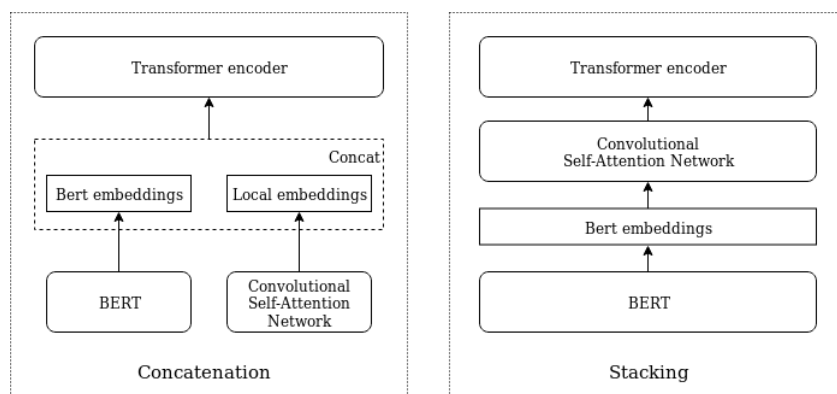 Transformer encoder
Concat
Bert embeddings
Local embeddings
BERT
Convolutional
Self-Attention
Network
Concatenation
Transformer encoder
Convolutional
Self-Attention Network
Bert embeddings
BERT
Stacking